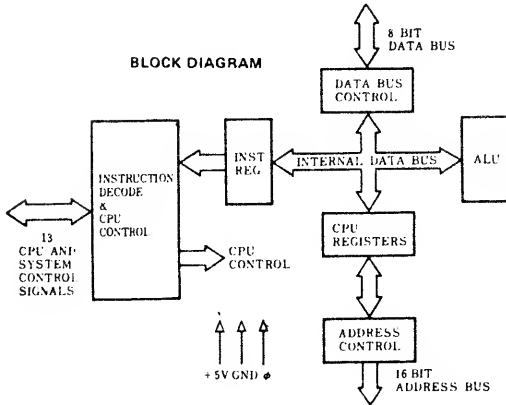 8 BIT
DATA BUS
BLOCK DIAGRAM
DATA BUS
CONTROL
INST
REG
INTERNAL DATA BUS
ALU
INSTRUCTION
DECODE
&
CPU
CONTROL
13
CPU AND
SYSTEM
CONTROL
SIGNALS
CPU
CONTROL
CPU
REGISTERS
ADDRESS
CONTROL
+5V GND φ
16 BIT
ADDRESS BUS